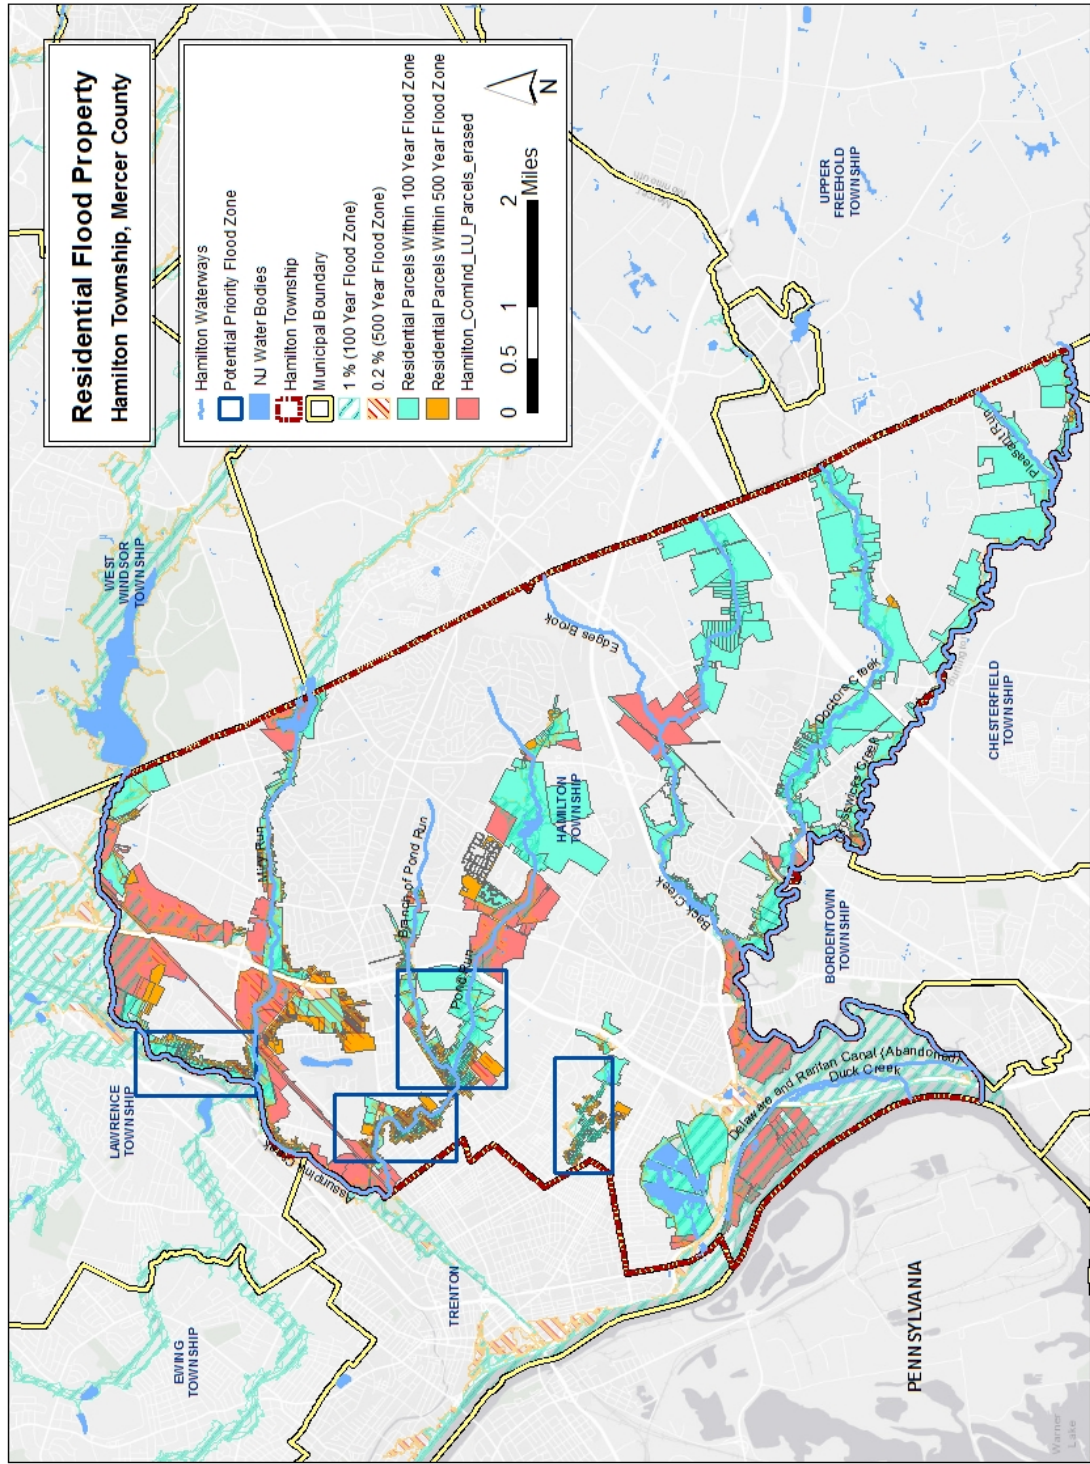 Residential Flood Property
Hamilton Township, Mercer County
Hamilton Waterways
Potential Priority Flood Zone
NJ Water Bodies
Hamilton Township
Municipal Boundary
1 % (100 Year Flood Zone)
0.2 % (500 Year Flood Zone)
Residential Parcels Within 100 Year Flood Zone
Residential Parcels Within 500 Year Flood Zone
Hamilton_ComInd_LU_Parcels_erased
0 0.5 1 2
Miles
N
WEST
WINDSOR
TOWNSHIP
LAWRENCE
TOWNSHIP
EWING
TOWNSHIP
TRENTON
HAMILTON
TOWNSHIP
UPPER
FREEHOLD
TOWNSHIP
CHESTERFIELD
TOWNSHIP
BORDENTOWN
TOWNSHIP
PENNSYLVANIA
Warner
Lake
Assunpink Creek
Miry Run
Branch of Pond Run
Pond Run
Edges Brook
Back Creek
Doctors Creek
Crosswicks Creek
Pleasant Run
Delaware and Raritan Canal (Abandoned)
Duck Creek